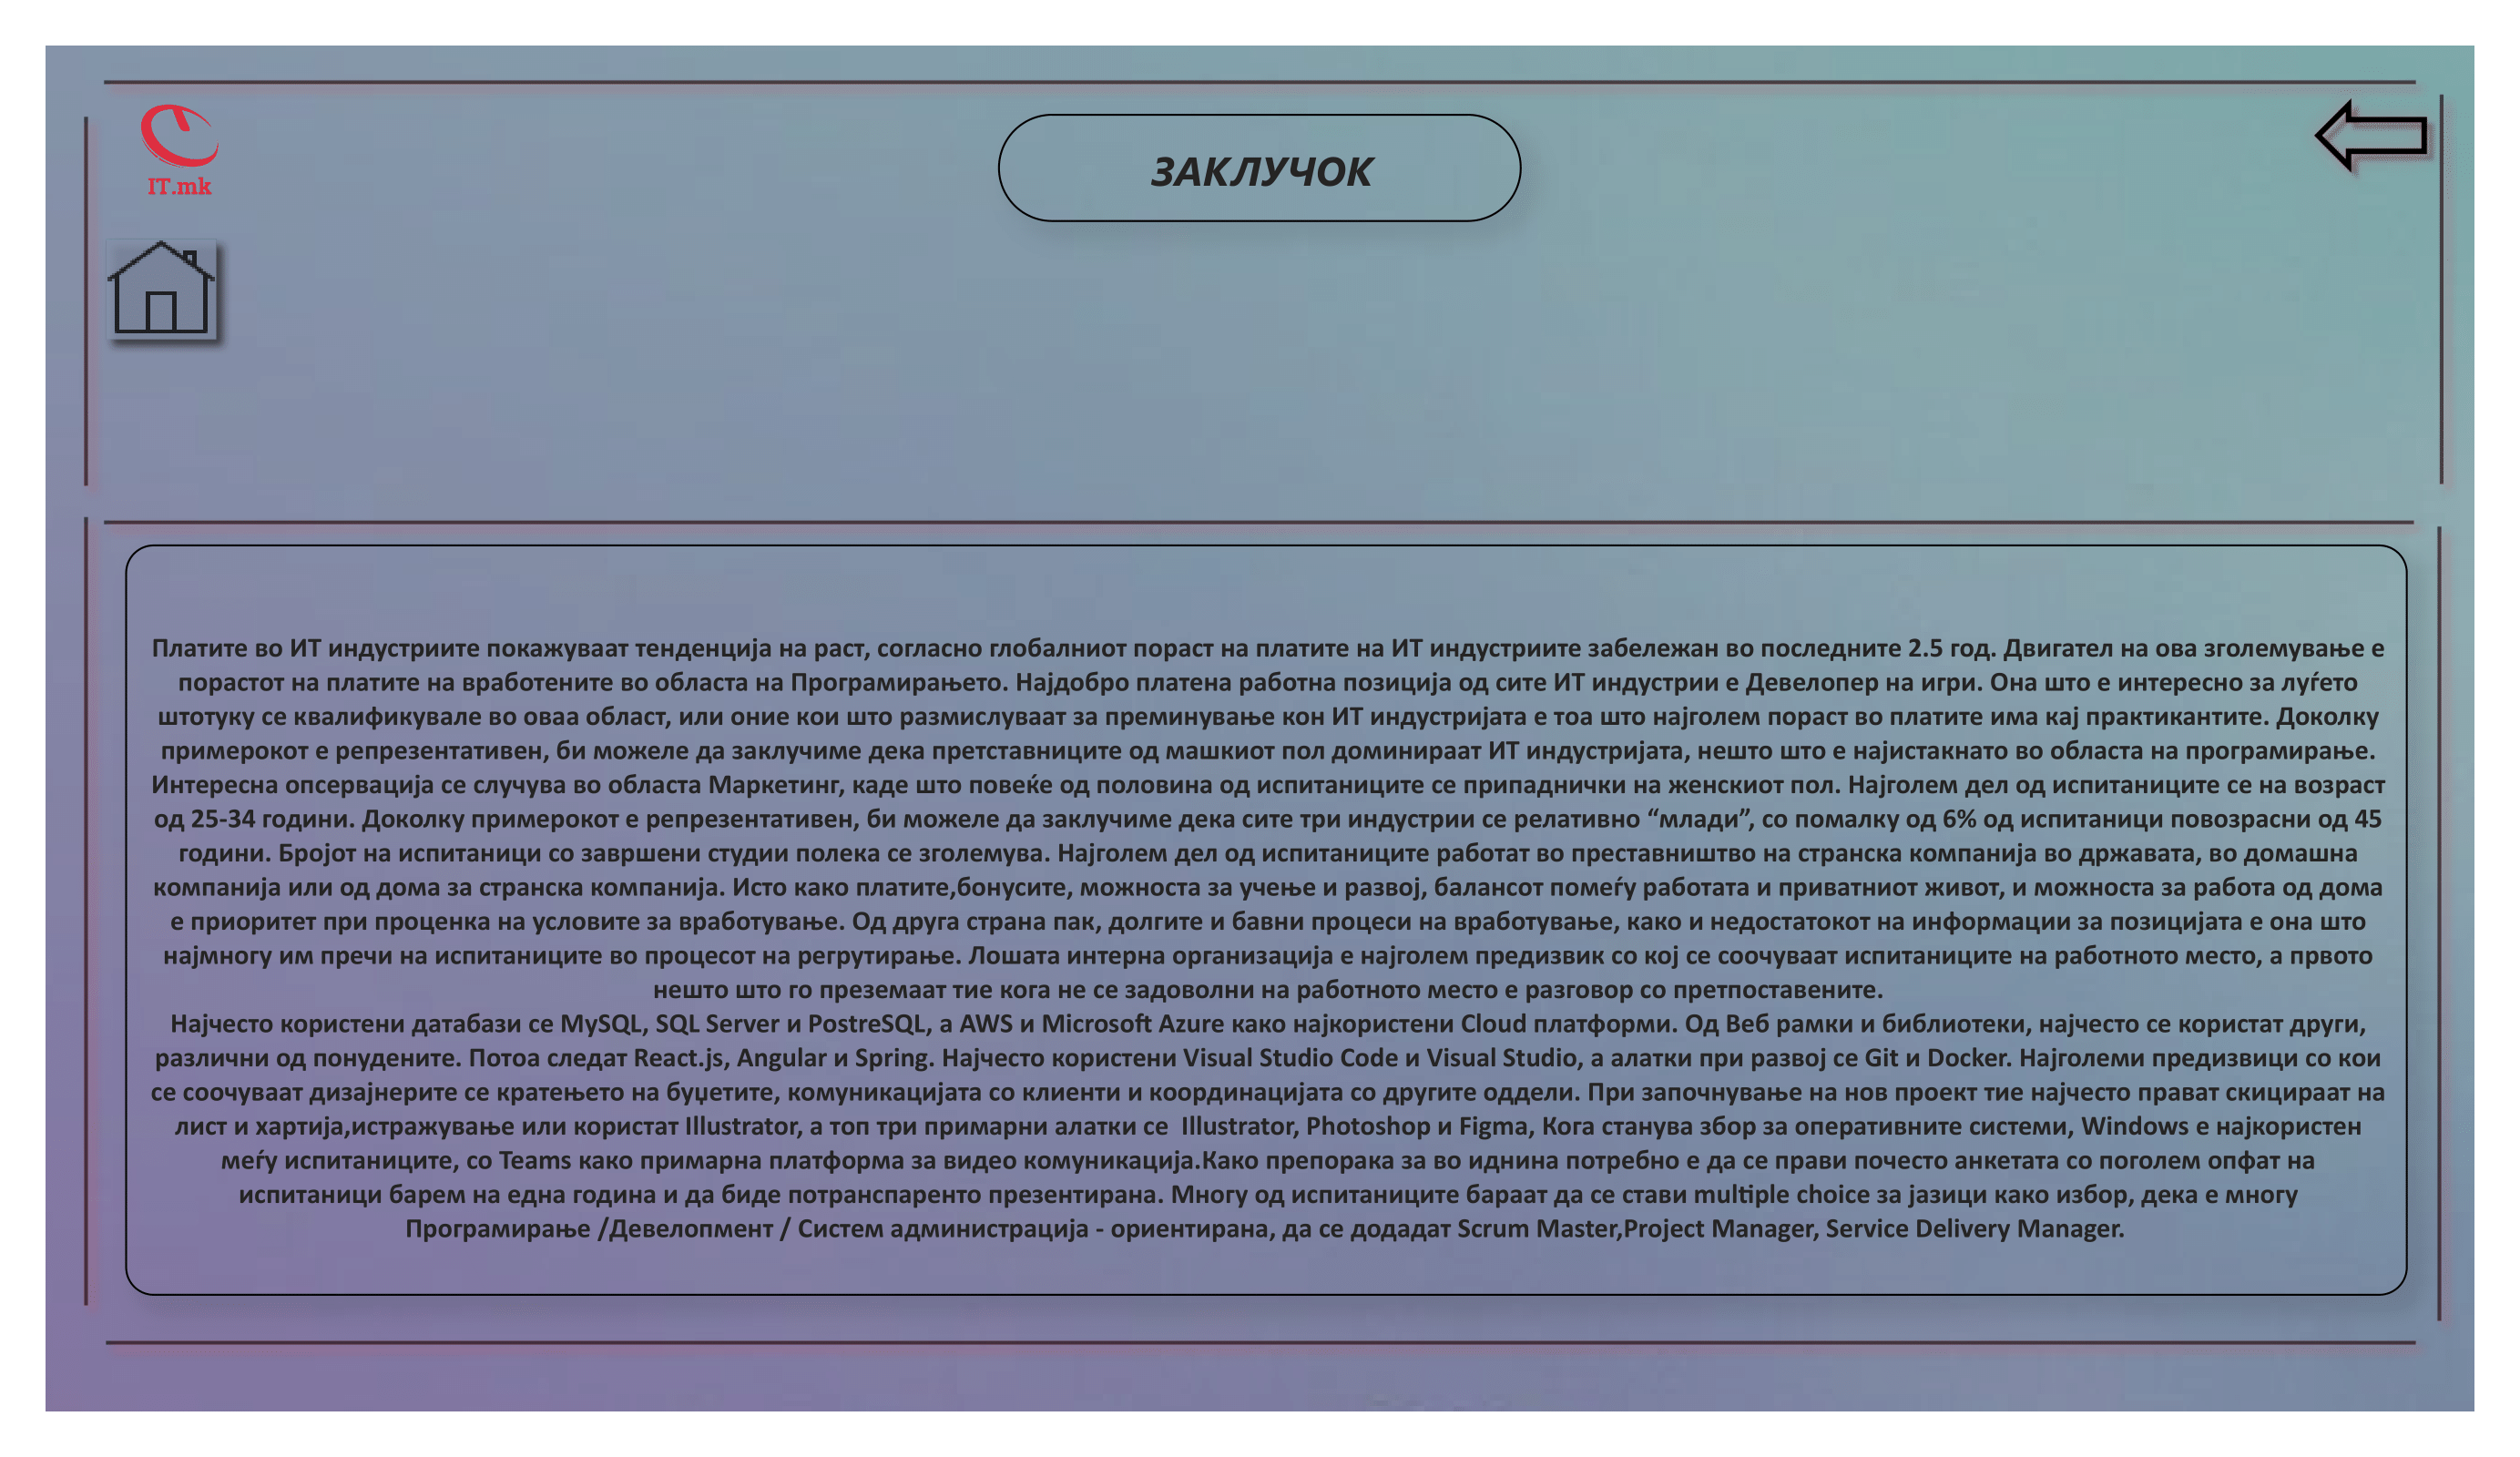 IT.mk
ЗАКЛУЧОК
Платите во ИТ индустриите покажуваат тенденција на раст, согласно глобалниот пораст на платите на ИТ индустриите забележан во последните 2.5 год. Двигател на ова зголемување е
порастот на платите на вработените во областа на Програмирањето. Најдобро платена работна позиција од сите ИТ индустрии е Девелопер на игри. Она што е интересно за луѓето
штотуку се квалификувале во оваа област, или оние кои што размислуваат за преминување кон ИТ индустријата е тоа што најголем пораст во платите има кај практикантите. Доколку
примерокот е репрезентативен, би можеле да заклучиме дека претставниците од машкиот пол доминираат ИТ индустријата, нешто што е најистакнато во областа на програмирање.
Интересна опсервација се случува во областа Маркетинг, каде што повеќе од половина од испитаниците се припаднички на женскиот пол. Најголем дел од испитаниците се на возраст
од 25-34 години. Доколку примерокот е репрезентативен, би можеле да заклучиме дека сите три индустрии се релативно “млади”, со помалку од 6% од испитаници повозрасни од 45
години. Бројот на испитаници со завршени студии полека се зголемува. Најголем дел од испитаниците работат во преставништво на странска компанија во државата, во домашна
компанија или од дома за странска компанија. Исто како платите,бонусите, можноста за учење и развој, балансот помеѓу работата и приватниот живот, и можноста за работа од дома
е приоритет при проценка на условите за вработување. Од друга страна пак, долгите и бавни процеси на вработување, како и недостатокот на информации за позицијата е она што
најмногу им пречи на испитаниците во процесот на регрутирање. Лошата интерна организација е најголем предизвик со кој се соочуваат испитаниците на работното место, а првото
нешто што го преземаат тие кога не се задоволни на работното место е разговор со претпоставените.
Најчесто користени датабази се MySQL, SQL Server и PostreSQL, а AWS и Microsoft Azure како најкористени Cloud платформи. Од Веб рамки и библиотеки, најчесто се користат други,
различни од понудените. Потоа следат React.js, Angular и Spring. Најчесто користени Visual Studio Code и Visual Studio, а алатки при развој се Git и Docker. Најголеми предизвици со кои
се соочуваат дизајнерите се кратењето на буџетите, комуникацијата со клиенти и координацијата со другите оддели. При започнување на нов проект тие најчесто прават скицираат на
лист и хартија,истражување или користат Illustrator, а топ три примарни алатки се  Illustrator, Photoshop и Figma, Кога станува збор за оперативните системи, Windows е најкористен
меѓу испитаниците, со Teams како примарна платформа за видео комуникација.Како препорака за во иднина потребно е да се прави почесто анкетата со поголем опфат на
испитаници барем на една година и да биде потранспаренто презентирана. Многу од испитаниците бараат да се стави multiple choice за јазици како избор, дека е многу
Програмирање /Девелопмент / Систем администрација - ориентирана, да се додадат Scrum Master,Project Manager, Service Delivery Manager.